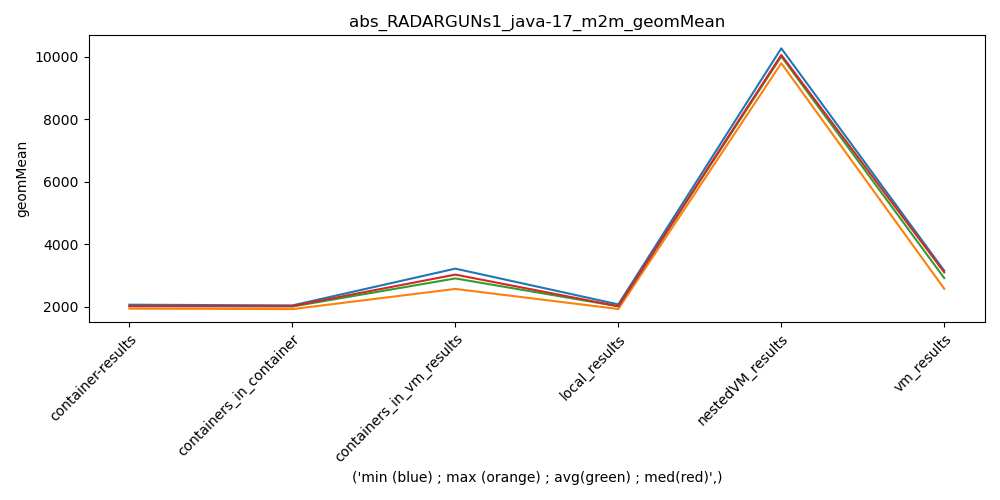 abs_RADARGUNs1_java-17_m2m_geomMean
geomMean
10000
8000
6000
4000
2000
container-results
containers_in_container
containers_in_vm_results
local_results
nestedVM_results
vm_results
('min (blue) ; max (orange) ; avg(green) ; med(red)',)